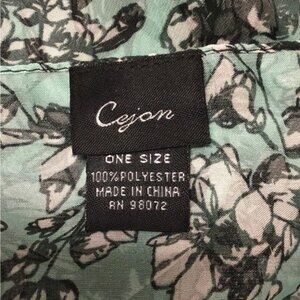 Cejon
ONE SIZE
100%POLYESTER
MADE IN CHINA
RN 98072